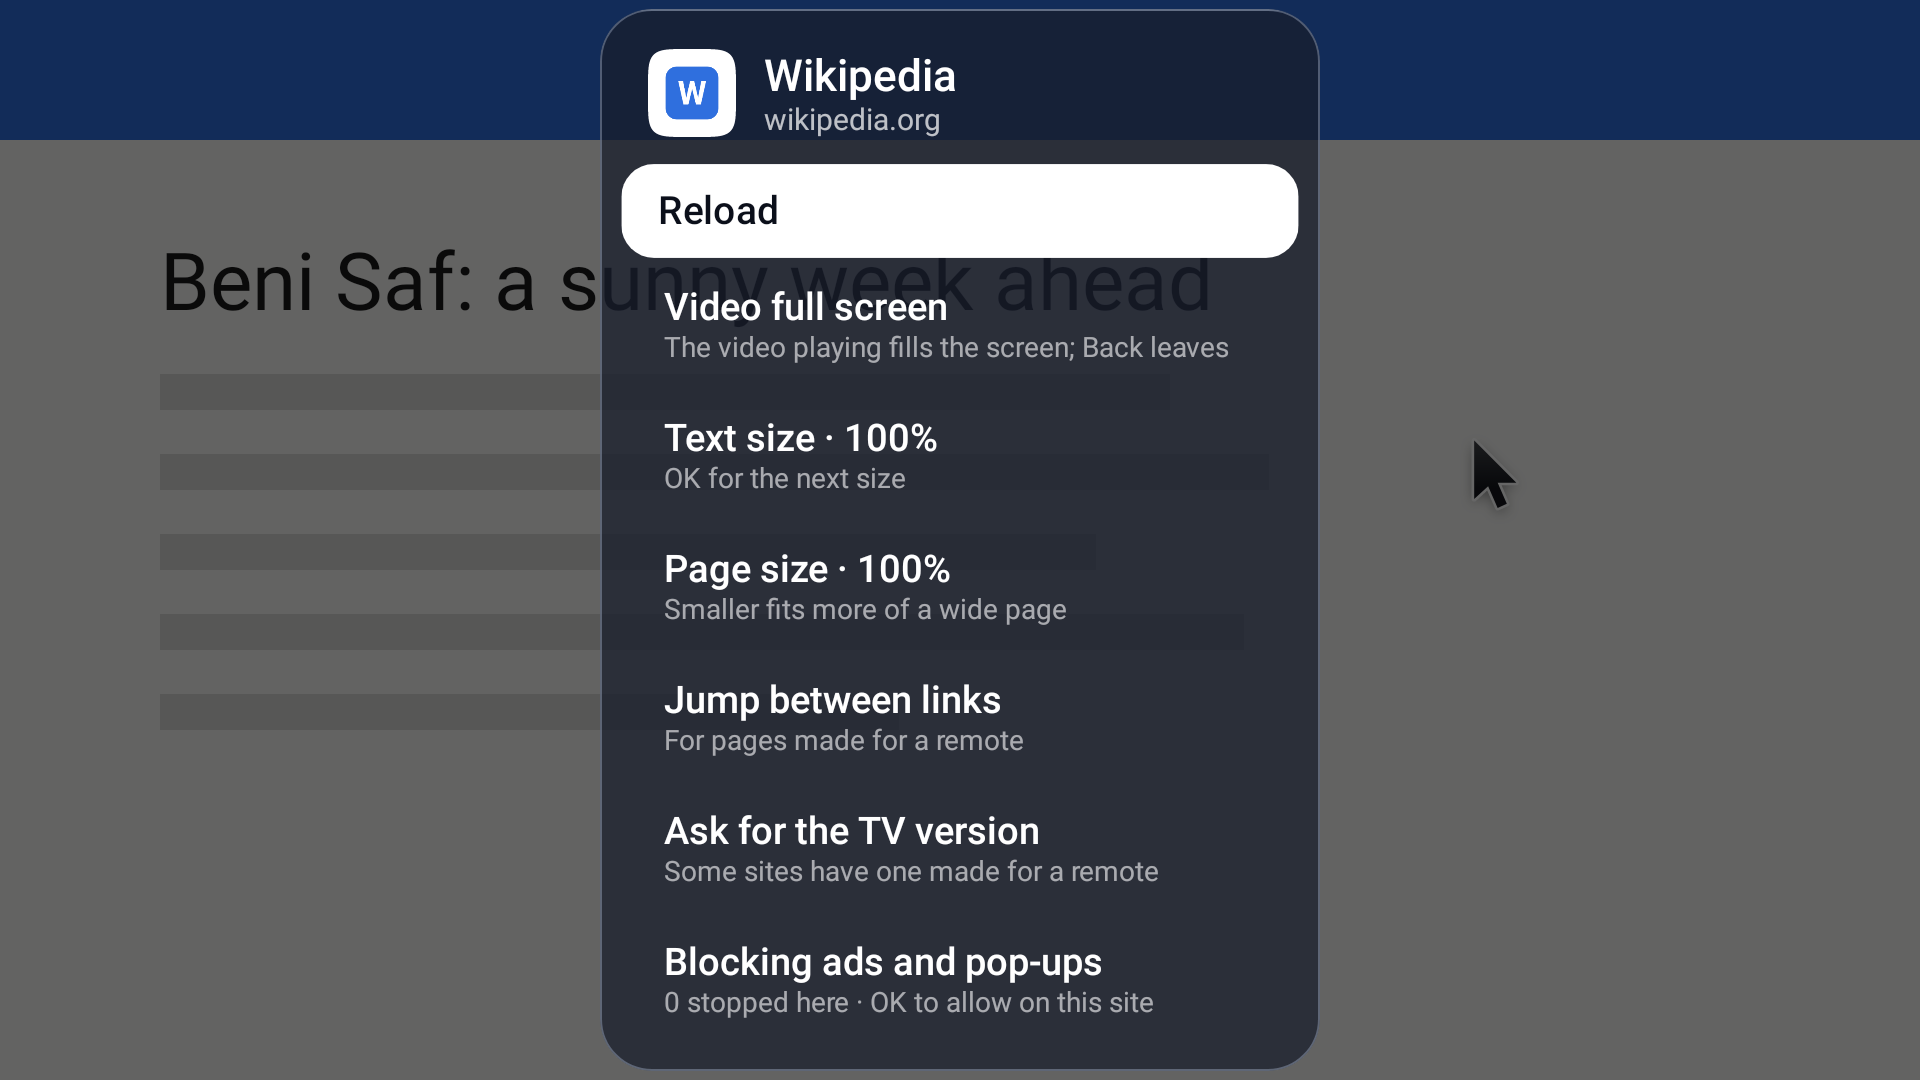 W
Wikipedia
wikipedia.org
Reload
Beni Saf: a sunny week ahead
Video full screen
The video playing fills the screen; Back leaves
Text size · 100%
OK for the next size
Page size · 100%
Smaller fits more of a wide page
Jump between links
For pages made for a remote
Ask for the TV version
Some sites have one made for a remote
Blocking ads and pop-ups
0 stopped here · OK to allow on this site